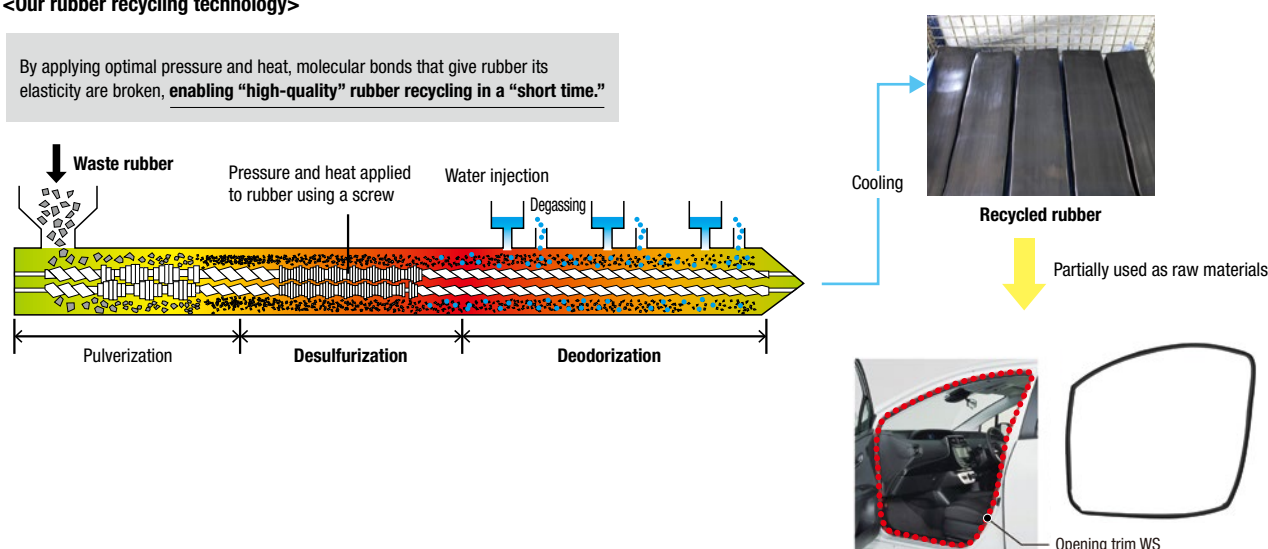 <Our rubber recycling technology>
By applying optimal pressure and heat, molecular bonds that give rubber its
elasticity are broken, enabling “high-quality” rubber recycling in a “short time.”
Waste rubber
Pressure and heat applied
to rubber using a screw
Water injection
Degassing
Pulverization
Desulfurization
Deodorization
Cooling
Recycled rubber
Partially used as raw materials
Opening trim WS